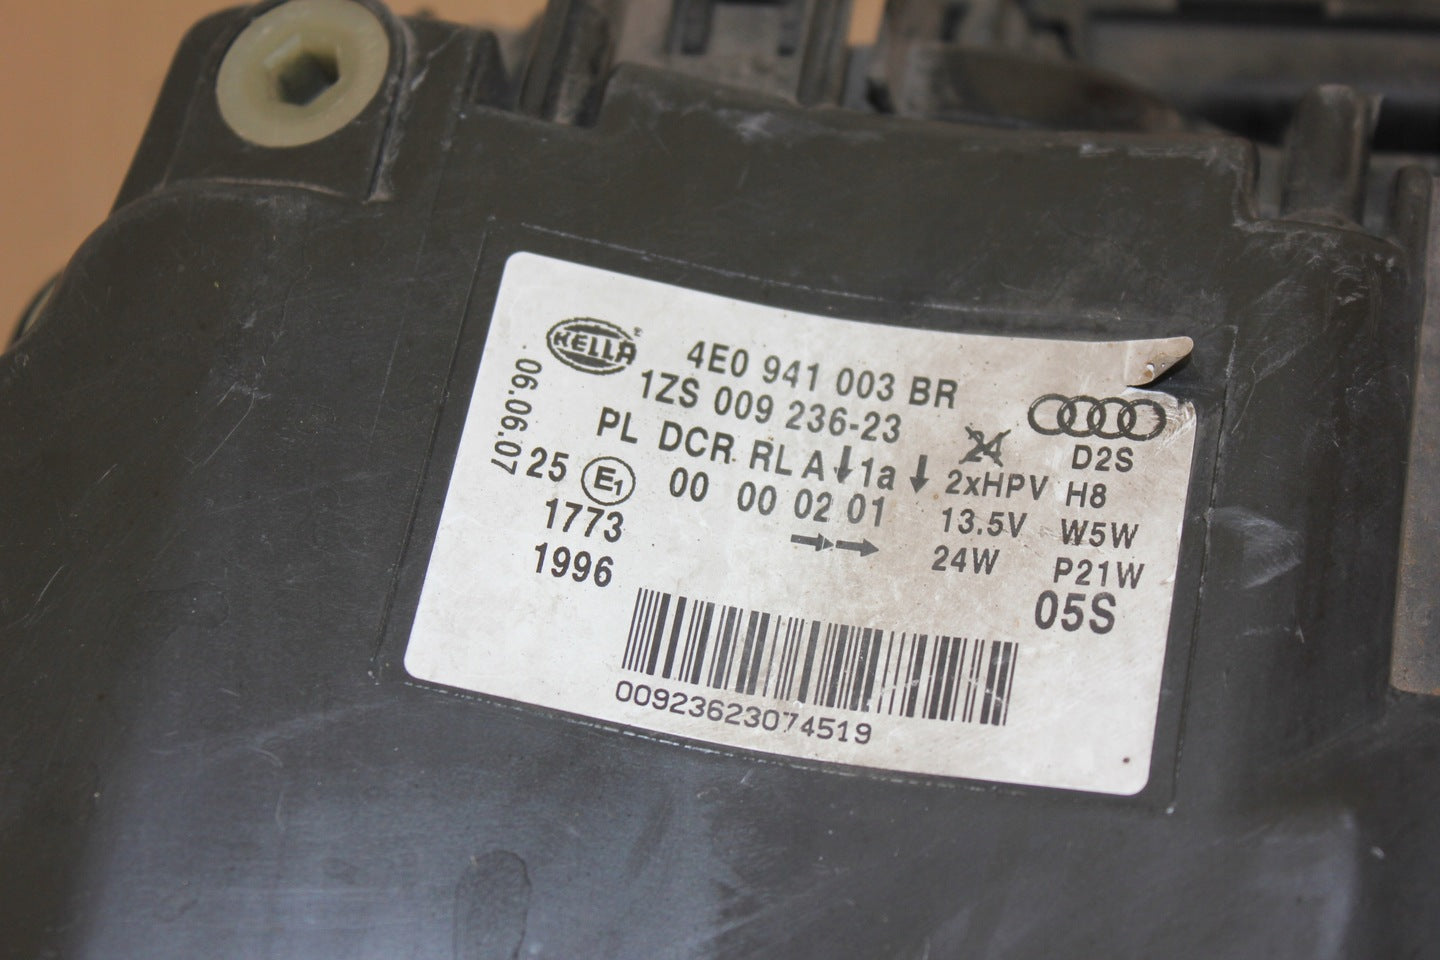 HELLA
4E0 941 003 BR
1ZS 009 236-23
PL DCR RL A↓1a ↓
24
2xHPV
13.5V
24W
D2S
H8
W5W
P21W
05S
06.06.07
25 E1 00 00 02 01
1773
1996
00923623074519